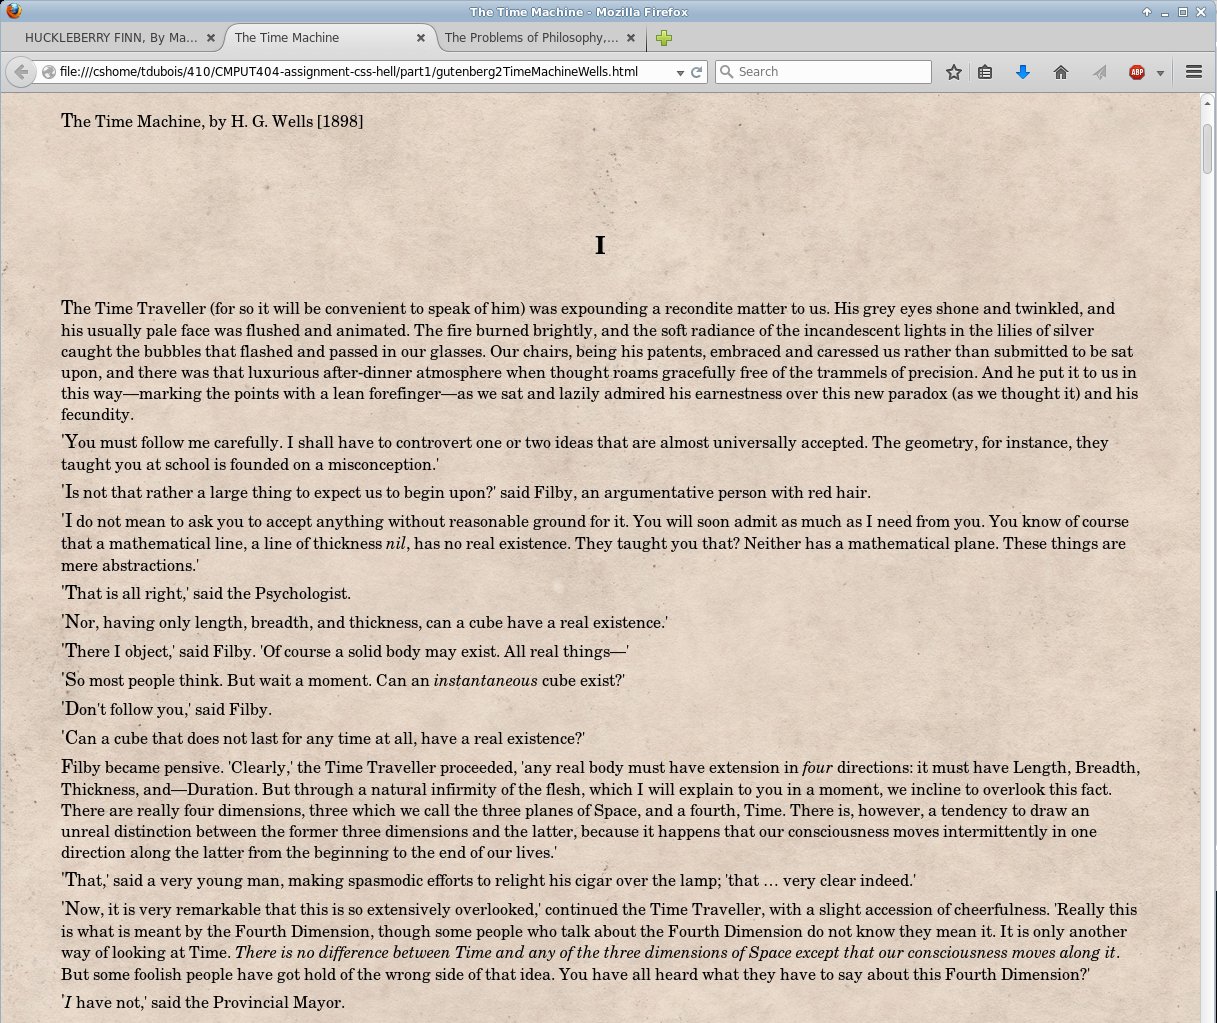 The Time Machine - Mozilla Firefox
HUCKLEBERRY FINN, By Ma...
The Time Machine
The Problems of Philosophy,...
file:///cshome/tdubois/410/CMPUT404-assignment-css-hell/part1/gutenberg2TimeMachineWells.html
Search
ABP
The Time Machine, by H. G. Wells [1898]
I
The Time Traveller (for so it will be convenient to speak of him) was expounding a recondite matter to us. His grey eyes shone and twinkled, and
his usually pale face was flushed and animated. The fire burned brightly, and the soft radiance of the incandescent lights in the lilies of silver
caught the bubbles that flashed and passed in our glasses. Our chairs, being his patents, embraced and caressed us rather than submitted to be sat
upon, and there was that luxurious after-dinner atmosphere when thought roams gracefully free of the trammels of precision. And he put it to us in
this way—marking the points with a lean forefinger—as we sat and lazily admired his earnestness over this new paradox (as we thought it) and his
fecundity.
'You must follow me carefully. I shall have to controvert one or two ideas that are almost universally accepted. The geometry, for instance, they
taught you at school is founded on a misconception.'
'Is not that rather a large thing to expect us to begin upon?' said Filby, an argumentative person with red hair.
'I do not mean to ask you to accept anything without reasonable ground for it. You will soon admit as much as I need from you. You know of course
that a mathematical line, a line of thickness nil, has no real existence. They taught you that? Neither has a mathematical plane. These things are
mere abstractions.'
'That is all right,' said the Psychologist.
'Nor, having only length, breadth, and thickness, can a cube have a real existence.'
'There I object,' said Filby. 'Of course a solid body may exist. All real things—'
'So most people think. But wait a moment. Can an instantaneous cube exist?'
'Don't follow you,' said Filby.
'Can a cube that does not last for any time at all, have a real existence?'
Filby became pensive. 'Clearly,' the Time Traveller proceeded, 'any real body must have extension in four directions: it must have Length, Breadth,
Thickness, and—Duration. But through a natural infirmity of the flesh, which I will explain to you in a moment, we incline to overlook this fact.
There are really four dimensions, three which we call the three planes of Space, and a fourth, Time. There is, however, a tendency to draw an
unreal distinction between the former three dimensions and the latter, because it happens that our consciousness moves intermittently in one
direction along the latter from the beginning to the end of our lives.'
'That,' said a very young man, making spasmodic efforts to relight his cigar over the lamp; 'that ... very clear indeed.'
'Now, it is very remarkable that this is so extensively overlooked,' continued the Time Traveller, with a slight accession of cheerfulness. 'Really this
is what is meant by the Fourth Dimension, though some people who talk about the Fourth Dimension do not know they mean it. It is only another
way of looking at Time. There is no difference between Time and any of the three dimensions of Space except that our consciousness moves along it.
But some foolish people have got hold of the wrong side of that idea. You have all heard what they have to say about this Fourth Dimension?'
'I have not,' said the Provincial Mayor.